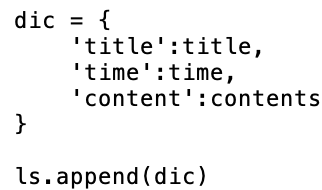 dic = {
    'title':title,
    'time':time,
    'content':contents
}
ls.append(dic)